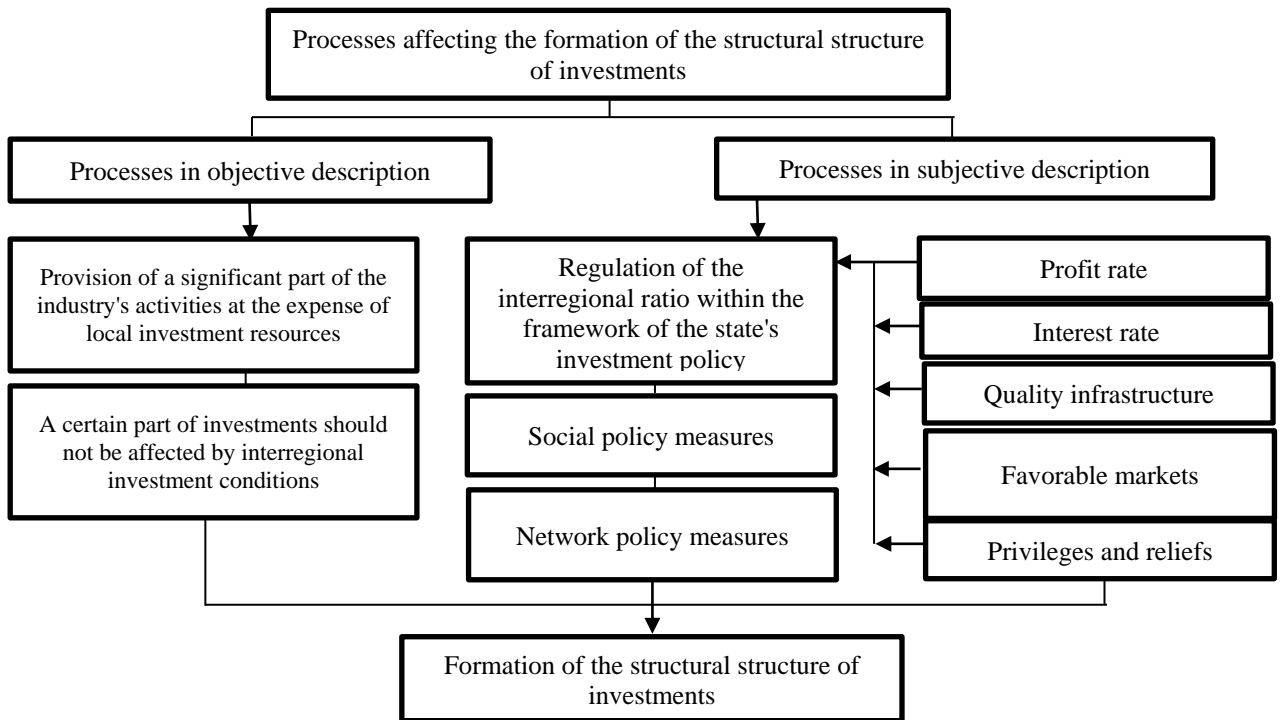 Processes affecting the formation of the structural structure
of investments
Processes in objective description
Processes in subjective description
Provision of a significant part of the
industry's activities at the expense of
local investment resources
Regulation of the
interregional ratio within the
framework of the state's
investment policy
Profit rate
Interest rate
Quality infrastructure
A certain part of investments should
not be affected by interregional
investment conditions
Social policy measures
Favorable markets
Network policy measures
Privileges and reliefs
Formation of the structural structure of
investments